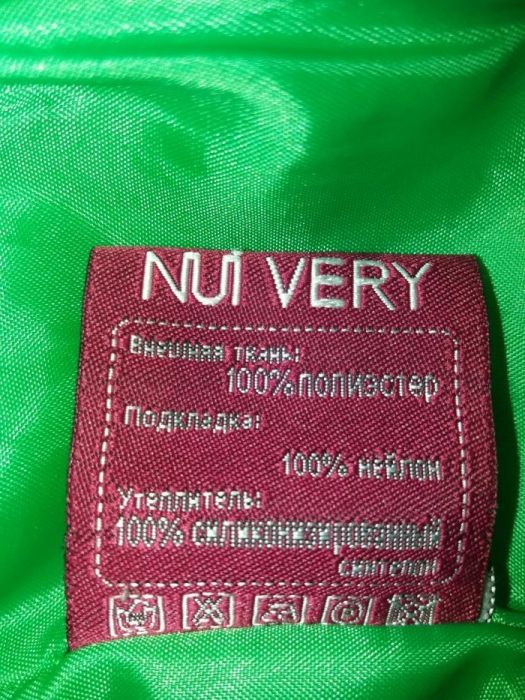 NUI VERY
Внешняя ткань:
100%полиэстер
Подкладка:
100% нейлон
Утеплитель:
100% силиконизированный
синтепон